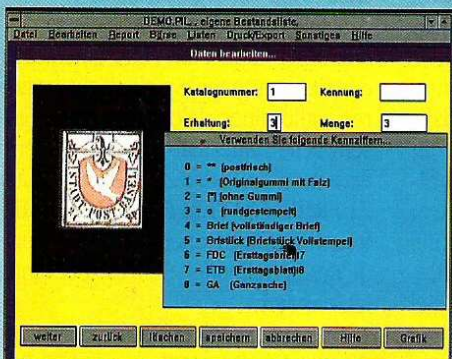 DEMO.PIL, , eigene Bestandsliste.
Datei Bearbeiten Report Börse Listen Druck/Export Sonstiges Hilfe
Daten bearbeiten...
Katalognummer: 1 Kennung:
Erhaltung: 3 Menge: 3
Verwenden Sie folgende Kennziffern...
0 = ** (postfrisch)
1 = * (Originalgummi mit Falz)
2 = (*) (ohne Gummi)
3 = o (rundgestempelt)
4 = Brief (vollständiger Brief)
5 = Brfstück (Briefstück Vollstempel)
6 = FDC (Ersttagsbrief)17
7 = ETB (Ersttagsblatt)18
8 = GA (Ganzsache)
STADT POST BASEL
weiter zurück löschen speichern abbrechen Hilfe Grafik